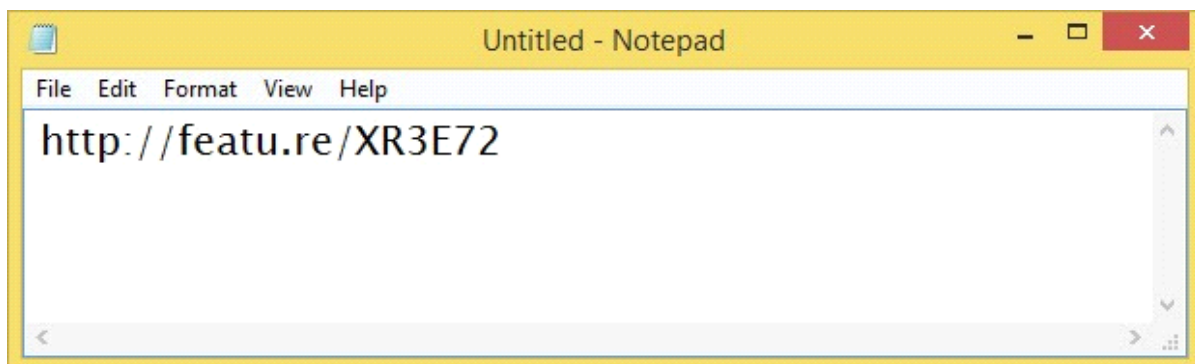 Untitled - Notepad
File Edit Format View Help
http://featu.re/XR3E72